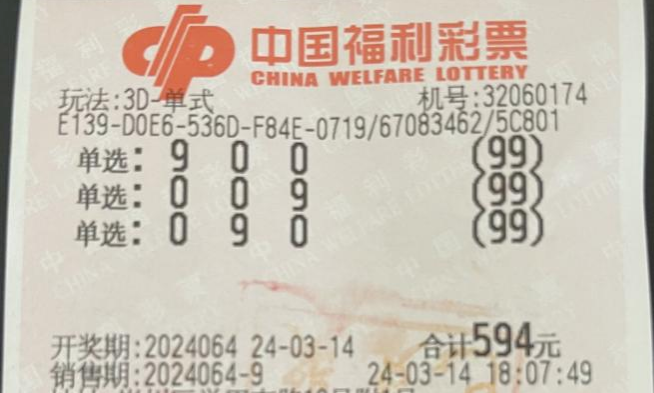 中国福利彩票
CHINA WELFARE LOTTERY
玩法:3D-单式 机号:32060174
E139-D0E6-536D-F84E-0719/67083462/5C801
单选: 9 0 0 (99)
单选: 0 0 9 (99)
单选: 0 9 0 (99)
开奖期:2024064 24-03-14 合计594元
销售期:2024064-9 24-03-14 18:07:49